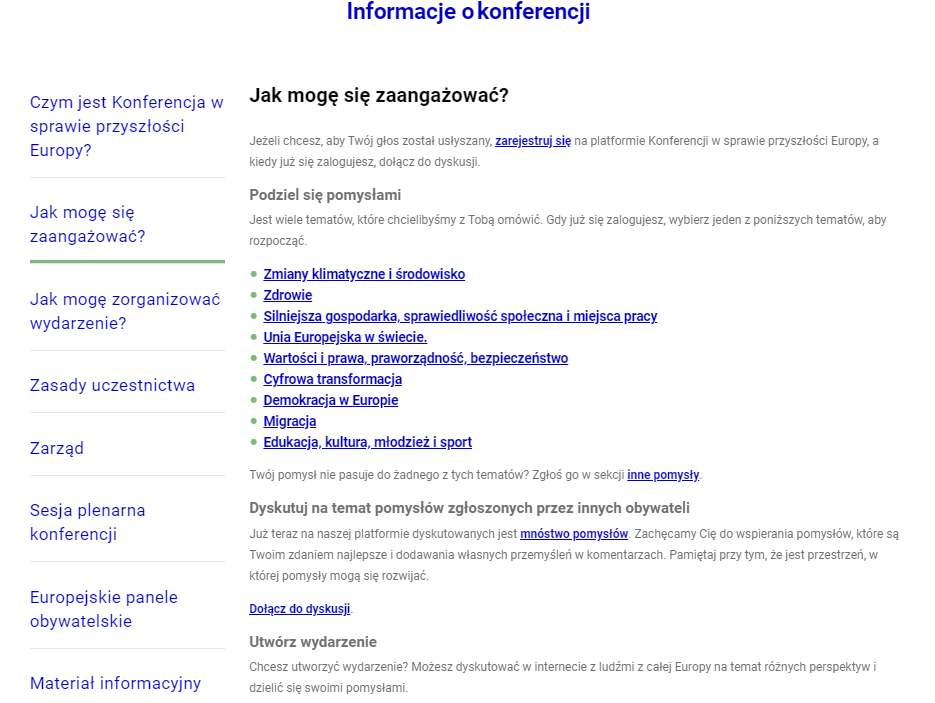 Informacje o konferencji
Czym jest Konferencja w
sprawie przyszłości
Europy?
Jak mogę się
zaangażować?
Jak mogę zorganizować
wydarzenie?
Zasady uczestnictwa
Zarząd
Sesja plenarna
konferencji
Europejskie panele
obywatelskie
Materiał informacyjny
Jak mogę się zaangażować?
Jeżeli chcesz, aby Twój głos został usłyszany, zarejestruj się na platformie Konferencji w sprawie przyszłości Europy, a
kiedy już się zalogujesz, dołącz do dyskusji.
Podziel się pomysłami
Jest wiele tematów, które chcielibyśmy z Tobą omówić. Gdy już się zalogujesz, wybierz jeden z poniższych tematów, aby
rozpocząć.
Zmiany klimatyczne i środowisko
Zdrowie
Silniejsza gospodarka, sprawiedliwość społeczna i miejsca pracy
Unia Europejska w świecie.
Wartości i prawa, praworządność, bezpieczeństwo
Cyfrowa transformacja
Demokracja w Europie
Migracja
Edukacja, kultura, młodzież i sport
Twój pomysł nie pasuje do żadnego z tych tematów? Zgłoś go w sekcji inne pomysły.
Dyskutuj na temat pomysłów zgłoszonych przez innych obywateli
Już teraz na naszej platformie dyskutowanych jest mnóstwo pomysłów. Zachęcamy Cię do wspierania pomysłów, które są
Twoim zdaniem najlepsze i dodawania własnych przemyśleń w komentarzach. Pamiętaj przy tym, że jest przestrzeń, w
której pomysły mogą się rozwijać.
Dołącz do dyskusji.
Utwórz wydarzenie
Chcesz utworzyć wydarzenie? Możesz dyskutować w internecie z ludźmi z całej Europy na temat różnych perspektyw i
dzielić się swoimi pomysłami.